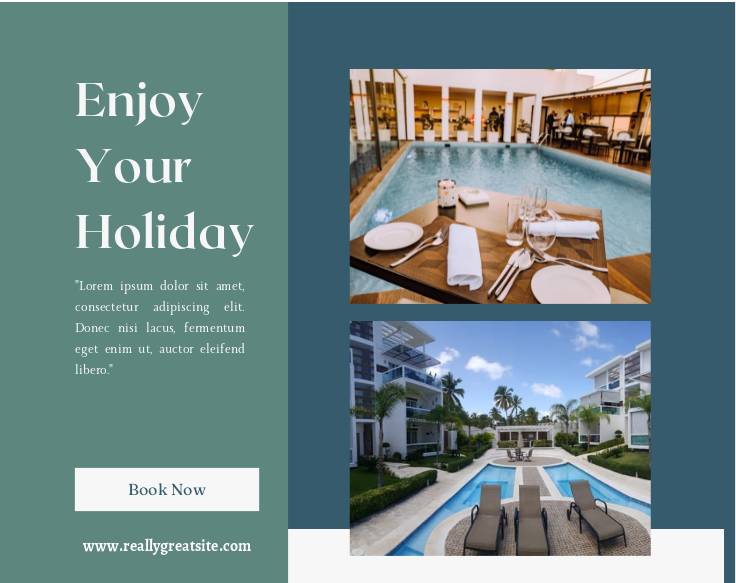 Enjoy
Your
Holiday
"Lorem ipsum dolor sit amet,
consectetur adipiscing elit.
Donec nisi lacus, fermentum
eget enim ut, auctor eleifend
libero."
Book Now
www.reallygreatsite.com